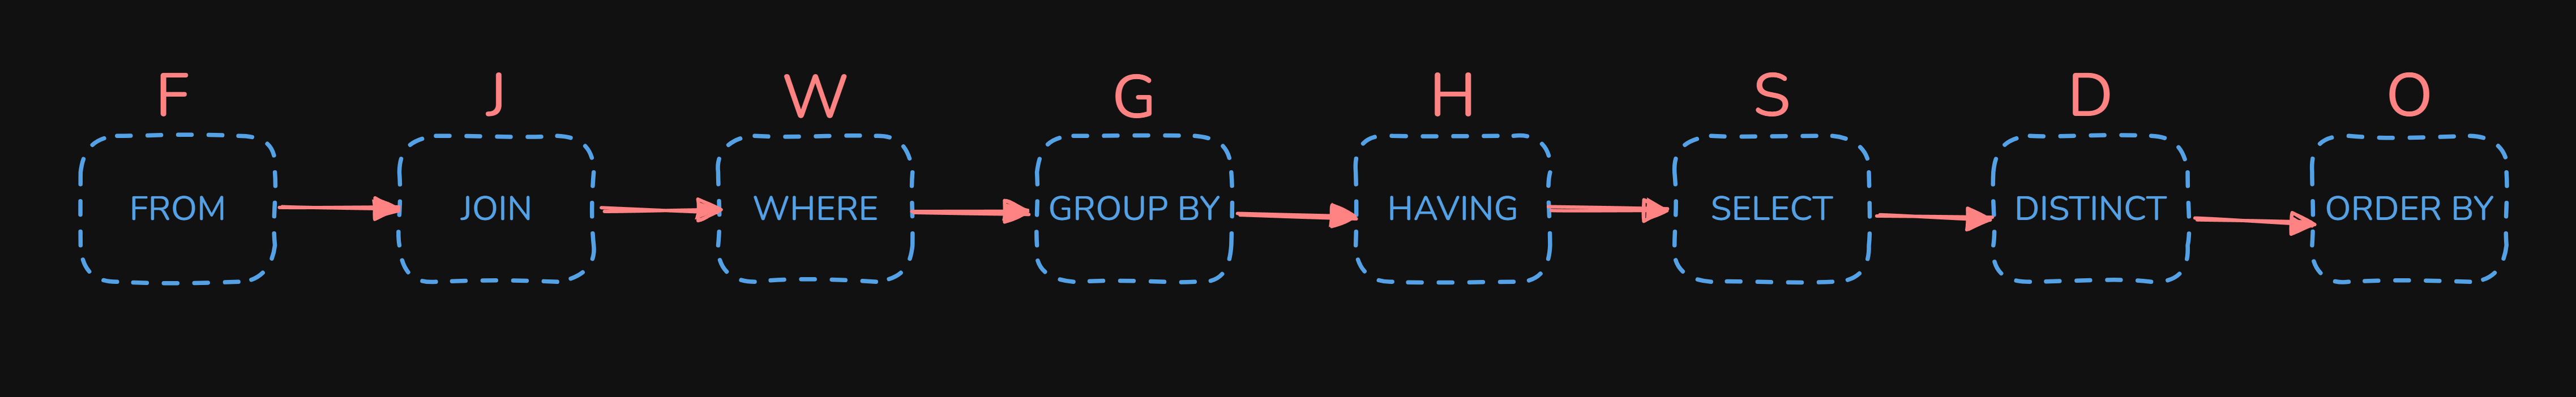 F J W G H S D O
FROM JOIN WHERE GROUP BY HAVING SELECT DISTINCT ORDER BY